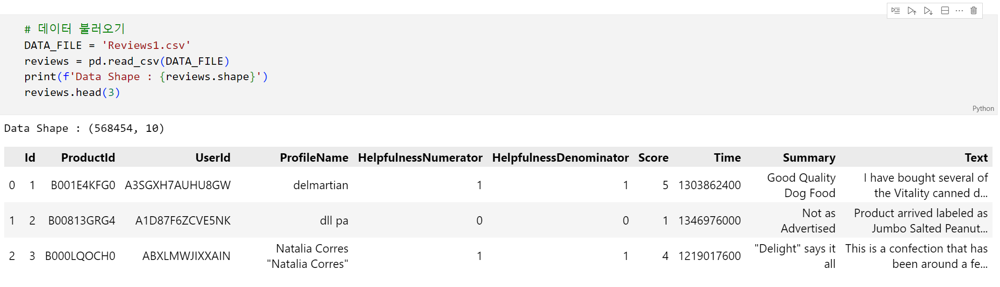 # 데이터 불러오기
DATA_FILE = 'Reviews1.csv'
reviews = pd.read_csv(DATA_FILE)
print(f'Data Shape : {reviews.shape}')
reviews.head(3)
Python
Data Shape : (568454, 10)
Id ProductId UserId ProfileName HelpfulnessNumerator HelpfulnessDenominator Score Time Summary Text
0 1 B001E4KFG0 A3SGXH7AUHU8GW delmartian 1 1 5 1303862400 Good Quality Dog Food I have bought several of the Vitality canned d...
1 2 B00813GRG4 A1D87F6ZCVE5NK dll pa 0 0 1 1346976000 Not as Advertised Product arrived labeled as Jumbo Salted Peanut...
2 3 B000LQOCH0 ABXLMWJIXXAIN Natalia Corres "Natalia Corres" 1 1 4 1219017600 "Delight" says it all This is a confection that has been around a fe...